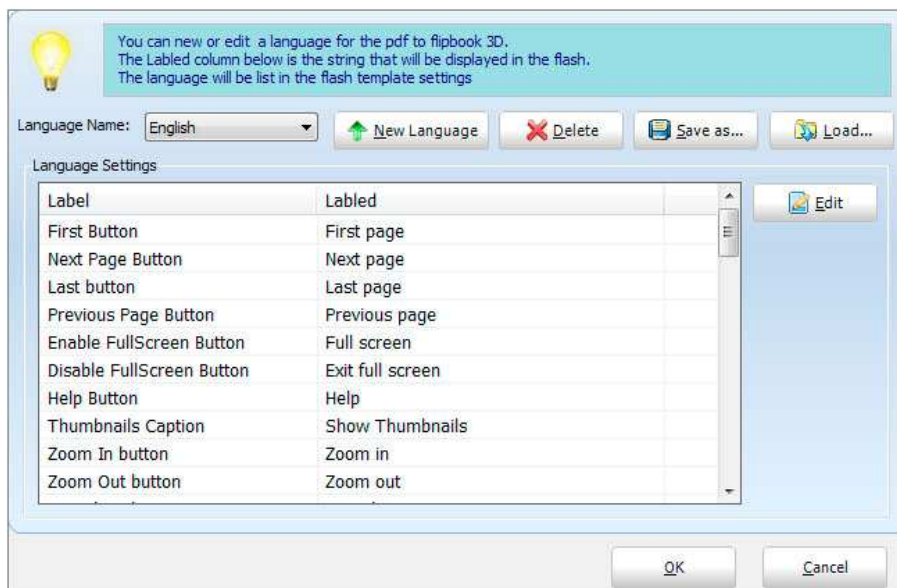 You can new or edit a language for the pdf to flipbook 3D.
The Labled column below is the string that will be displayed in the flash.
The language will be list in the flash template settings
Language Name: English New Language Delete Save as... Load...
Language Settings
Label Labled
Edit
First Button First page
Next Page Button Next page
Last button Last page
Previous Page Button Previous page
Enable FullScreen Button Full screen
Disable FullScreen Button Exit full screen
Help Button Help
Thumbnails Caption Show Thumbnails
Zoom In button Zoom in
Zoom Out button Zoom out
OK Cancel